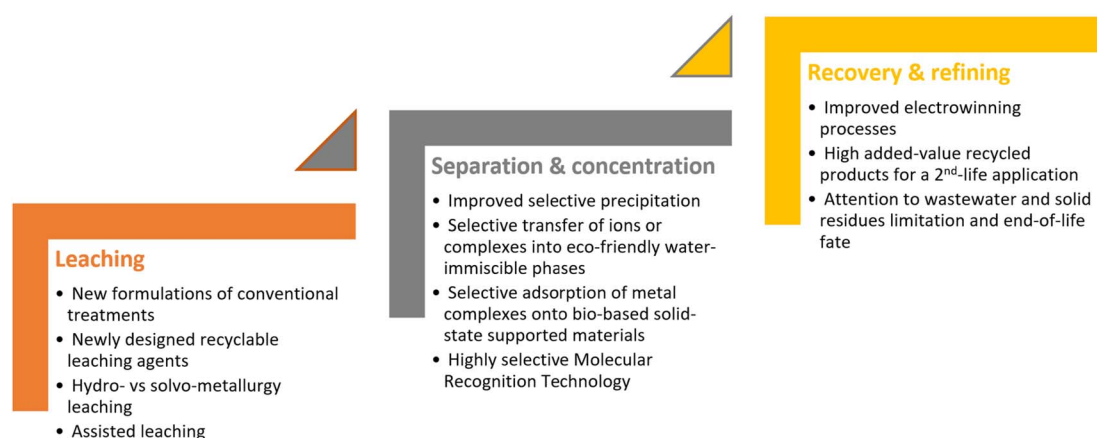 Leaching
• New formulations of conventional
treatments
• Newly designed recyclable
leaching agents
• Hydro- vs solvo-metallurgy
leaching
• Assisted leaching
Separation & concentration
• Improved selective precipitation
• Selective transfer of ions or
complexes into eco-friendly water-
immiscible phases
• Selective adsorption of metal
complexes onto bio-based solid-
state supported materials
• Highly selective Molecular
Recognition Technology
Recovery & refining
• Improved electrowinning
processes
• High added-value recycled
products for a 2nd-life application
• Attention to wastewater and solid
residues limitation and end-of-life
fate